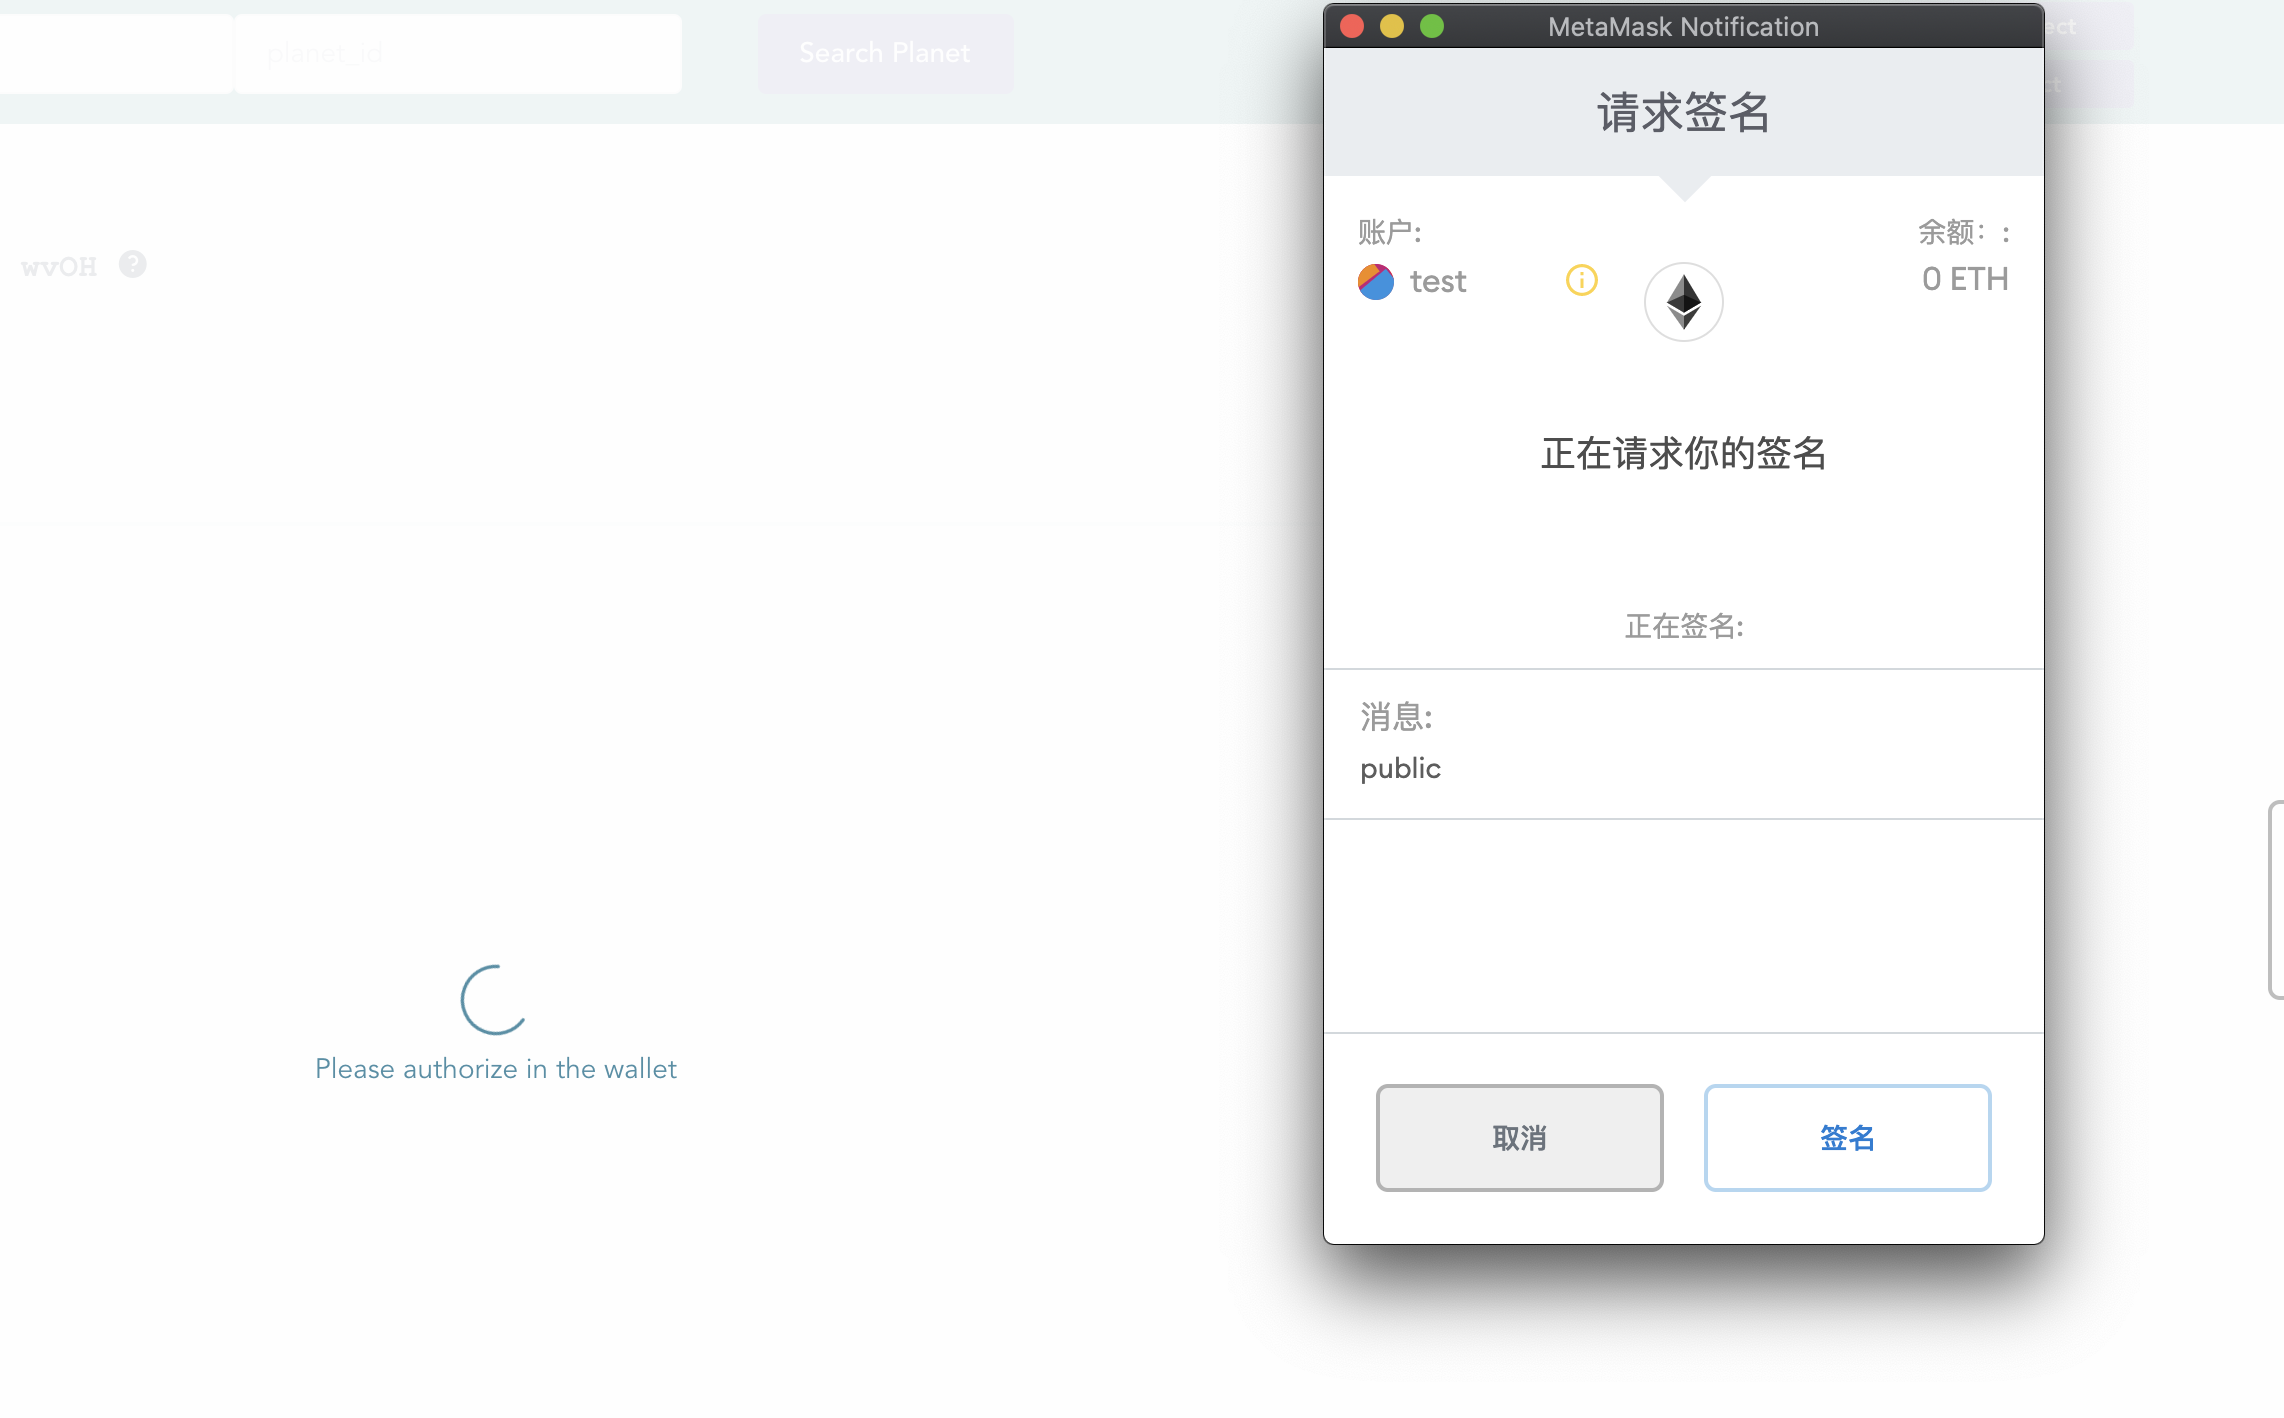 planet_id
Search Planet
ect
ct
wvOH
?
Please authorize in the wallet
MetaMask Notification
请求签名
账户:
test
余额: :
0 ETH
正在请求你的签名
正在签名:
消息:
public
取消
签名